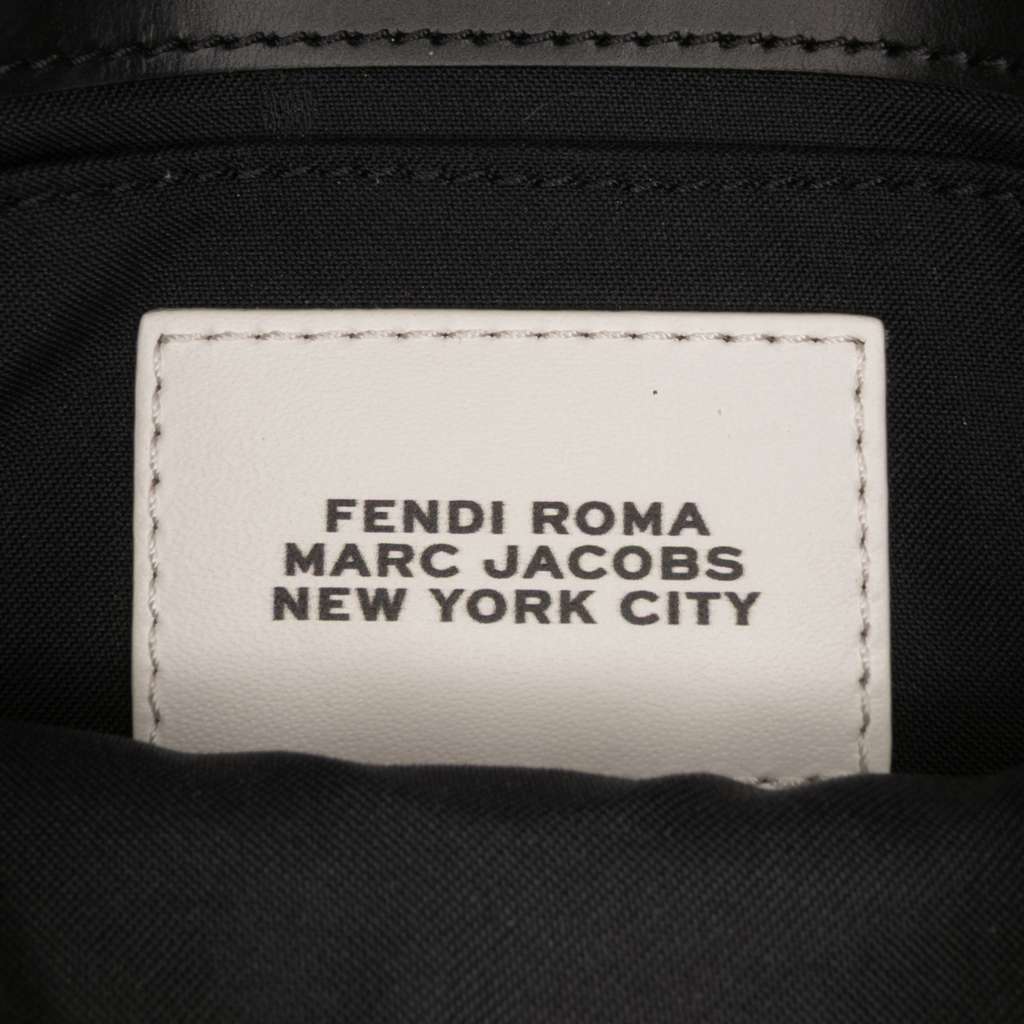 FENDI ROMA
MARC JACOBS
NEW YORK CITY